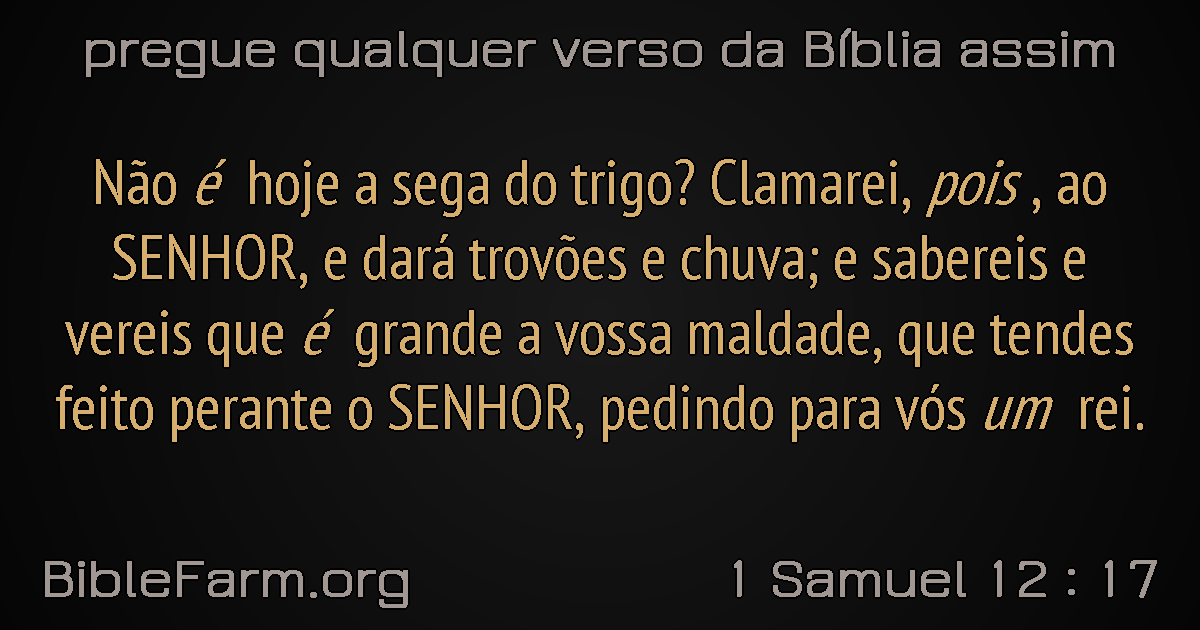 pregue qualquer verso da Bíblia assim
Não é hoje a sega do trigo? Clamarei, pois , ao
SENHOR, e dará trovões e chuva; e sabereis e
vereis que é grande a vossa maldade, que tendes
feito perante o SENHOR, pedindo para vós um rei.
BibleFarm.org
1 Samuel 12 : 17